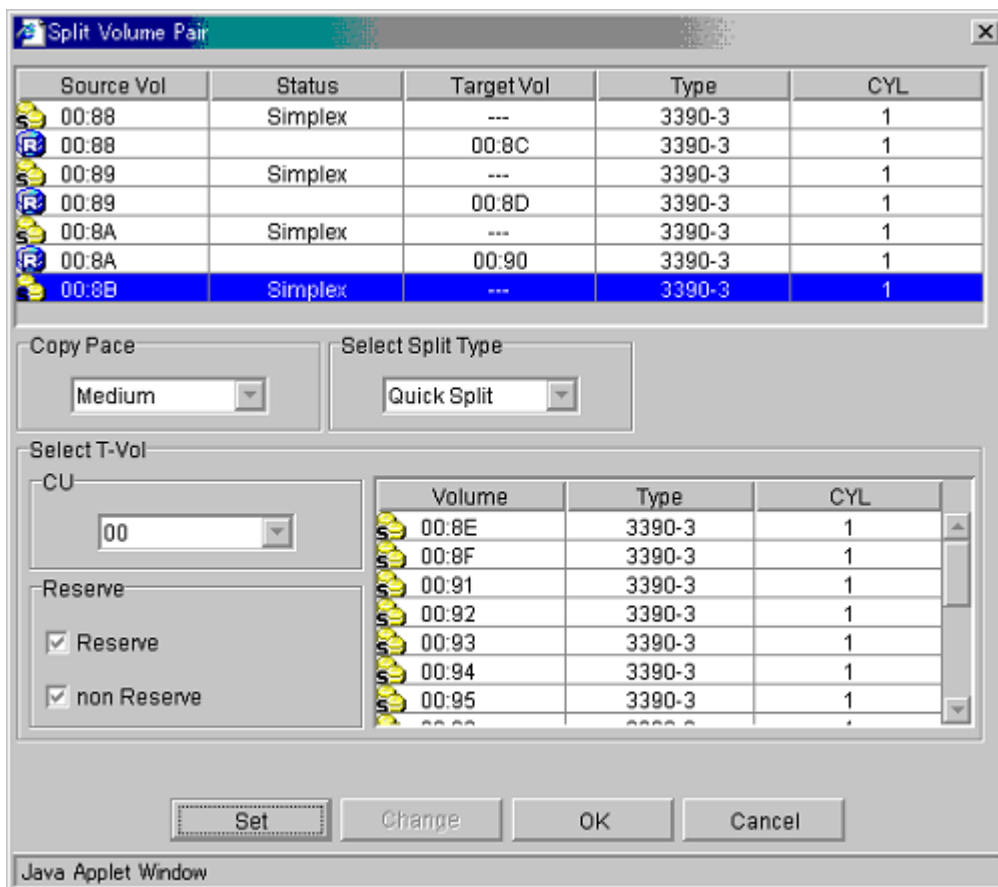 Split Volume Pair
Source Vol Status Target Vol Type CYL
S 00:88 Simplex --- 3390-3 1
R 00:88 00:8C 3390-3 1
S 00:89 Simplex --- 3390-3 1
R 00:89 00:8D 3390-3 1
S 00:8A Simplex --- 3390-3 1
R 00:8A 00:90 3390-3 1
S 00:8B Simplex --- 3390-3 1
Copy Pace
Medium
Select Split Type
Quick Split
Select T-Vol
CU
00
Reserve
Reserve
non Reserve
Volume Type CYL
S 00:8E 3390-3 1
S 00:8F 3390-3 1
S 00:91 3390-3 1
S 00:92 3390-3 1
S 00:93 3390-3 1
S 00:94 3390-3 1
S 00:95 3390-3 1
Set Change OK Cancel
Java Applet Window